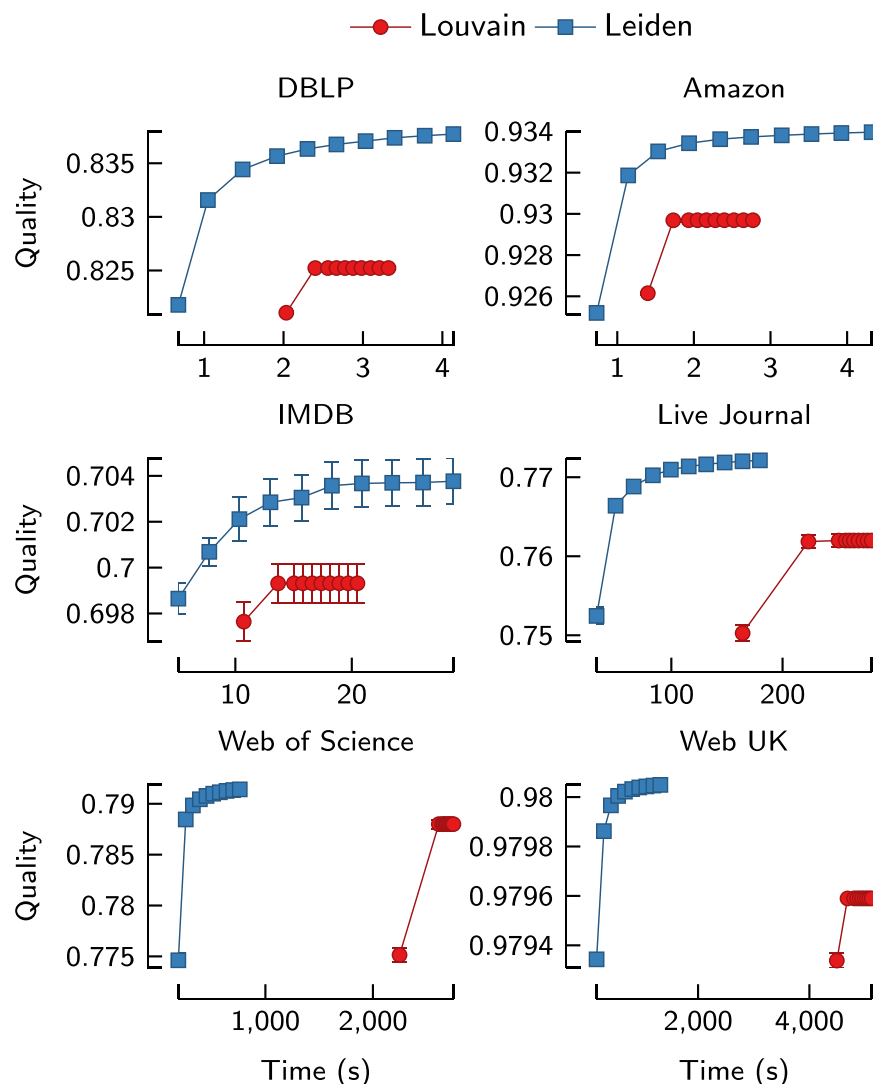 Louvain Leiden
DBLP
Amazon
Quality
0.835
0.83
0.825
1 2 3 4
0.934
0.932
0.93
0.928
0.926
1 2 3 4
IMDB
Live Journal
Quality
0.704
0.702
0.7
0.698
10 20
0.77
0.76
0.75
100 200
Web of Science
Web UK
Quality
0.79
0.785
0.78
0.775
1,000 2,000
Time (s)
0.98
0.9798
0.9796
0.9794
2,000 4,000
Time (s)